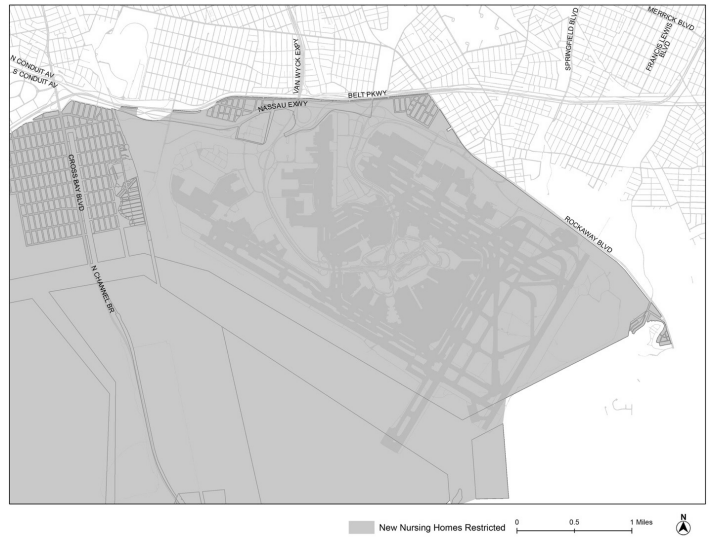 MERRICK BLVD
SPRINGFIELD BLVD
FRANCIS LEWIS
BLVD
VAN WYCK EXPY
N CONDUIT AV
S CONDUIT AV
BELT PKWY
NASSAU EXWY
CROSS BAY BLVD
ROCKAWAY BLVD
N CHANNEL BR
New Nursing Homes Restricted
0 0.5 1 Miles
N